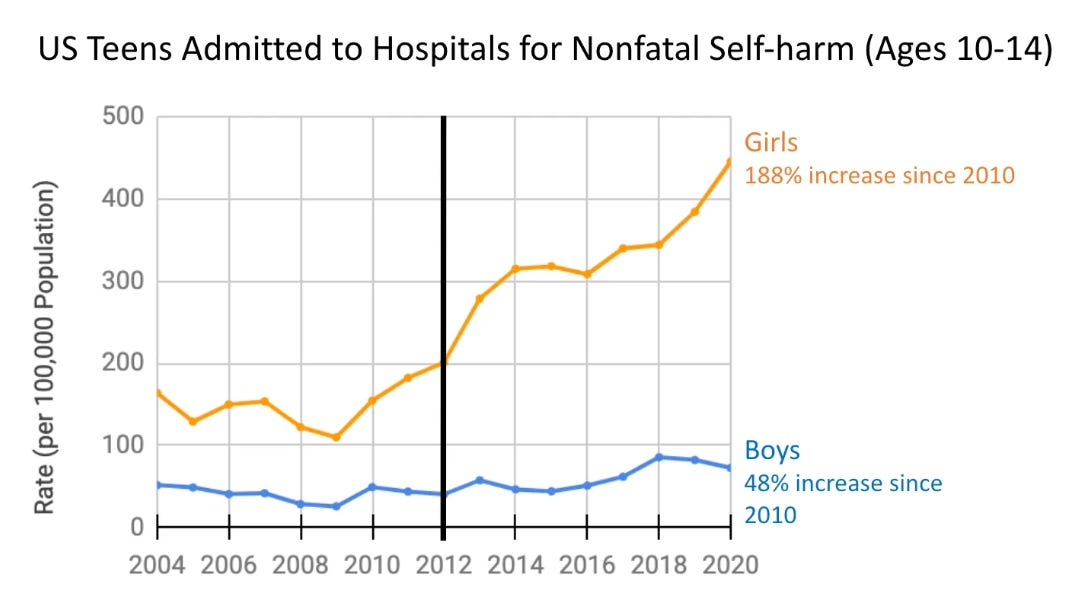 US Teens Admitted to Hospitals for Nonfatal Self-harm (Ages 10-14)
Rate (per 100,000 Population)
500
400
300
200
100
0
2004 2006 2008 2010 2012 2014 2016 2018 2020
Girls
188% increase since 2010
Boys
48% increase since
2010